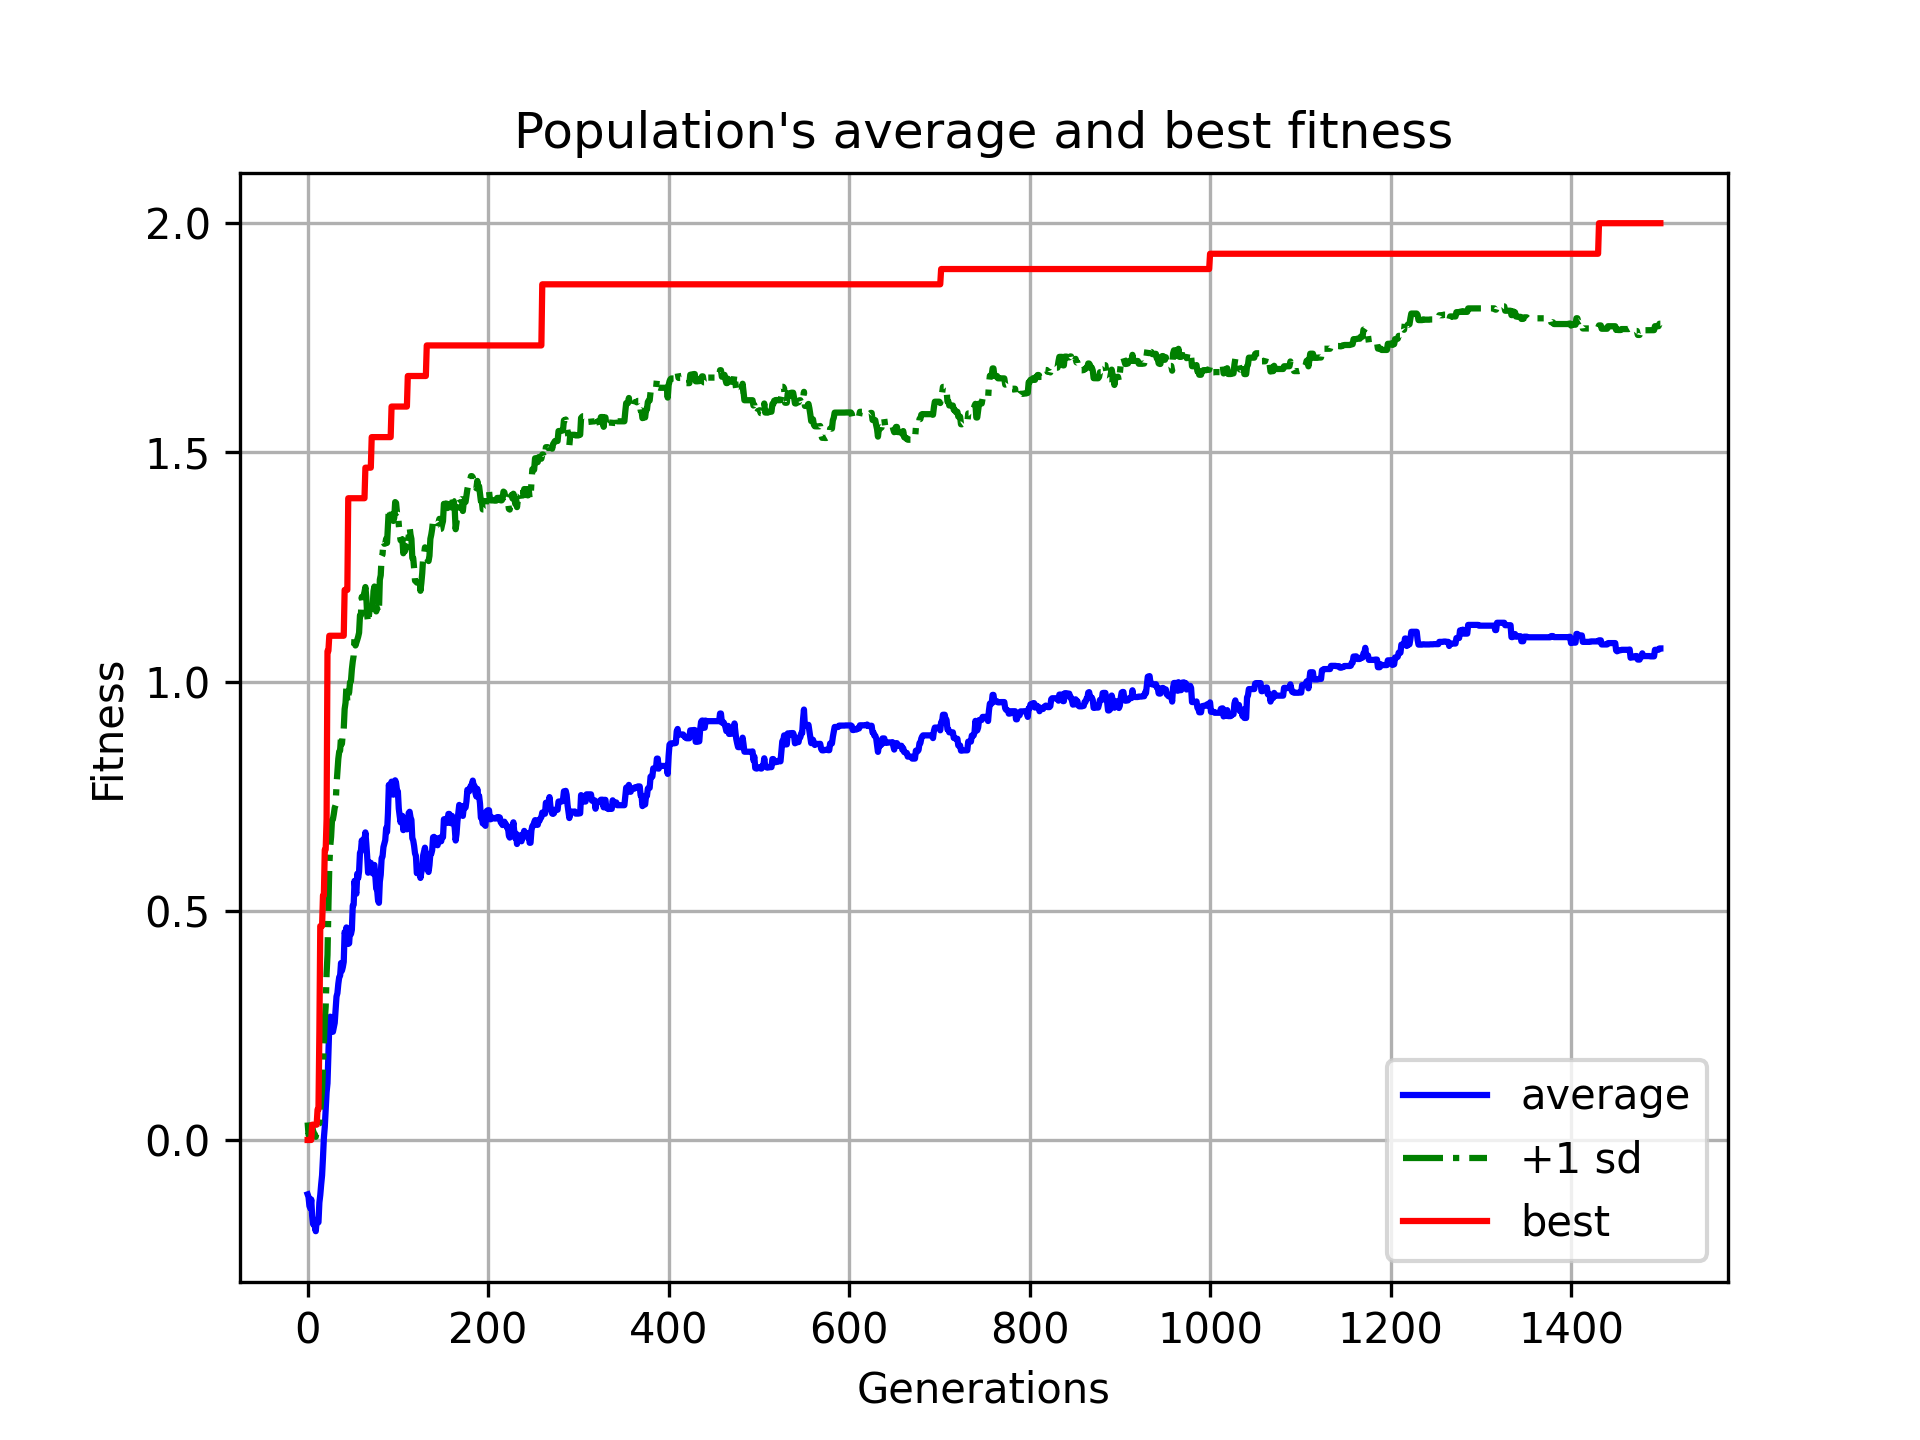 Population's average and best fitness
Fitness
2.0
1.5
1.0
0.5
0.0
0 200 400 600 800 1000 1200 1400
Generations
average
+1 sd
best